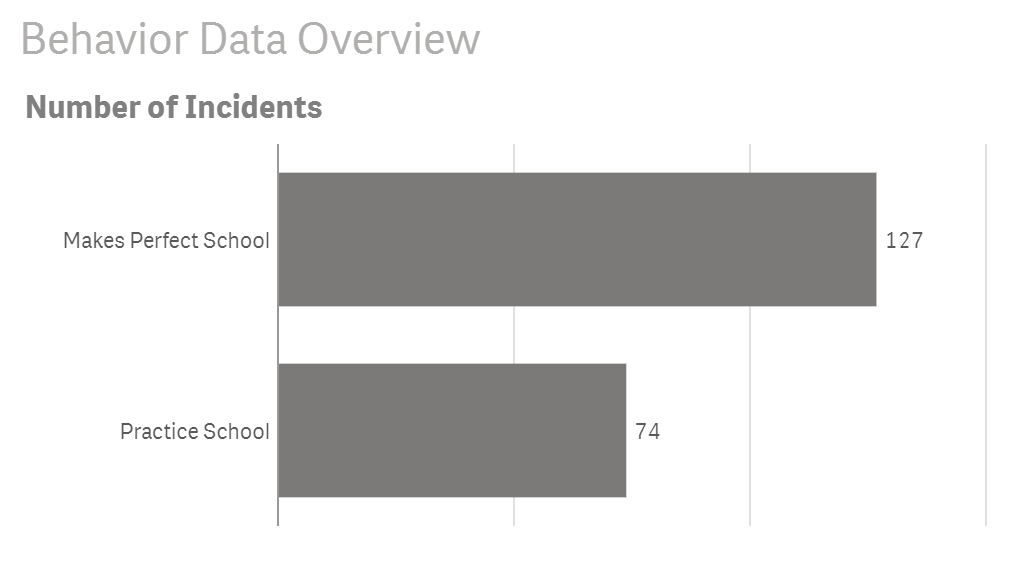 Behavior Data Overview
Number of Incidents
Makes Perfect School 127
Practice School 74